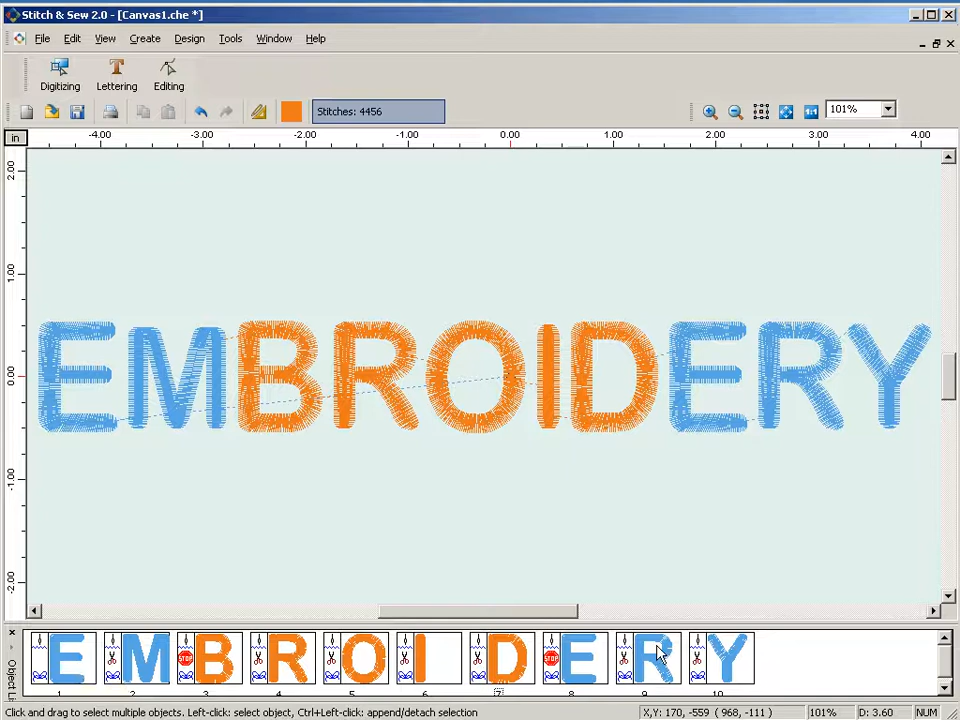 Stitch & Sew 2.0 - [Canvas1.che *]
File Edit View Create Design Tools Window Help
Digitizing Lettering Editing
Stitches: 4456 1:1 101%
in -4.00 -3.00 -2.00 -1.00 0.00 1.00 2.00 3.00 4.00
2.00
1.00
0.00
-1.00
-2.00
EMBROIDERY
E M STOP B R O I D STOP E R Y
1 2 3 4 5 6 7 8 9 10
Click and drag to select multiple objects. Left-click: select object, Ctrl+Left-click: append/detach selection X,Y: 170, -559 ( 968, -111 ) 101% D: 3.60 NUM